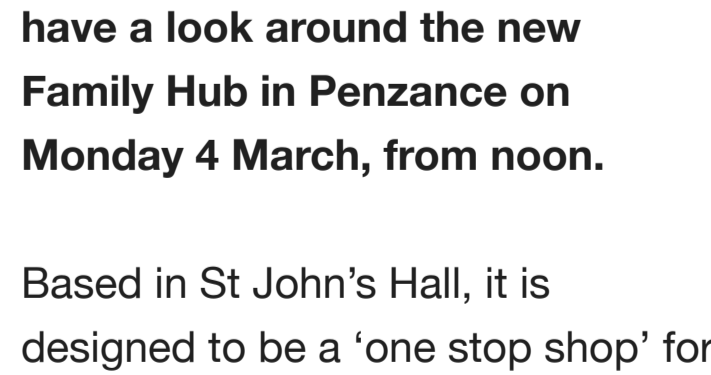 have a look around the new
Family Hub in Penzance on
Monday 4 March, from noon.
Based in St John’s Hall, it is
designed to be a ‘one stop shop’ for